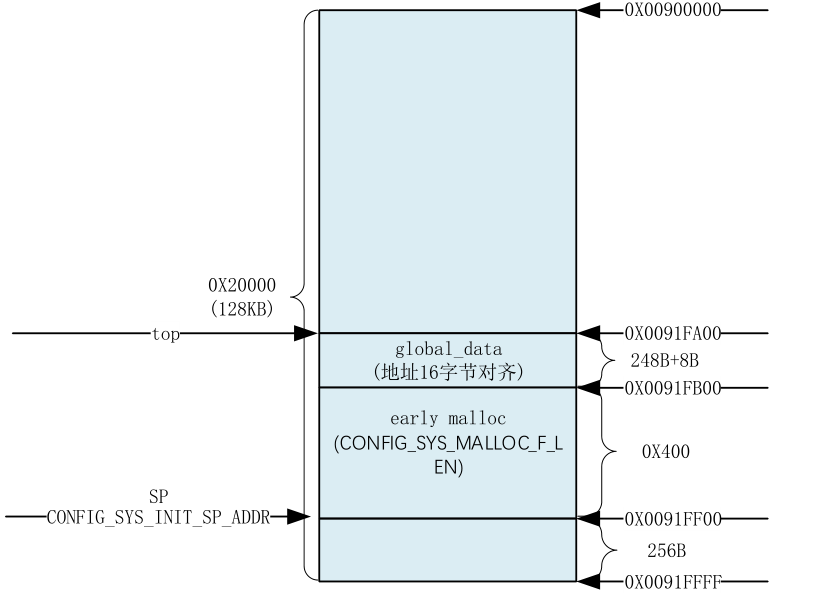 0X00900000
0X20000
(128KB)
top
0X0091FA00
global_data
(地址16字节对齐)
248B+8B
0X0091FB00
early malloc
(CONFIG_SYS_MALLOC_F_L
EN)
0X400
SP
CONFIG_SYS_INIT_SP_ADDR
0X0091FF00
256B
0X0091FFFF